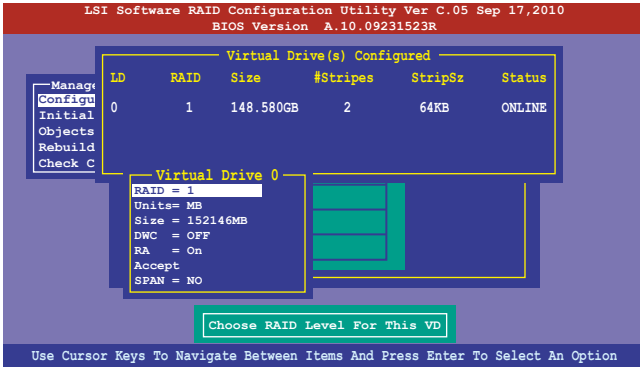 LSI Software RAID Configuration Utility Ver C.05 Sep 17,2010
BIOS Version A.10.09231523R
Virtual Drive(s) Configured
LD RAID Size #Stripes StripSz Status
0 1 148.580GB 2 64KB ONLINE
Manage
Configu
Initial
Objects
Rebuild
Check C
Virtual Drive 0
RAID = 1
Units= MB
Size = 152146MB
DWC = OFF
RA = On
Accept
SPAN = NO
Choose RAID Level For This VD
Use Cursor Keys To Navigate Between Items And Press Enter To Select An Option